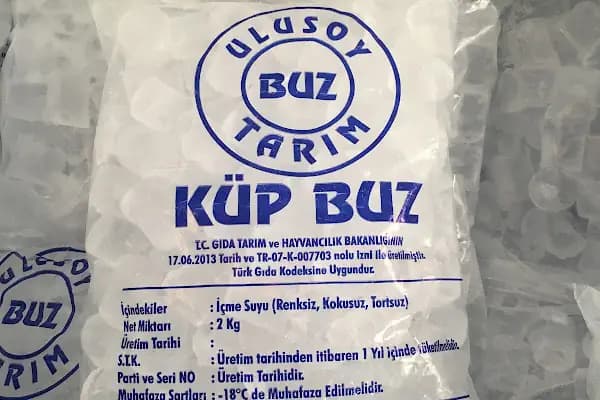 ULUSOY
BUZ
TARIM
KÜP BUZ
T.C. GIDA TARIM ve HAYVANCILIK BAKANLIĞININ
17.06.2013 Tarih ve TR-07-K-007703 nolu İzni ile üretilmiştir.
Türk Gıda Kodeksine Uygundur.
İçindekiler : İçme Suyu (Renksiz, Kokusuz, Tortsuz)
Net Miktarı : 2 Kg
Üretim Tarihi :
S.T.K. : Üretim tarihinden itibaren 1 Yıl içinde tüketilmelidir.
Parti ve Seri NO : Üretim Tarihidir.
Muhafaza Şartları : -18°C de Muhafaza Edilmelidir.
ULUSOY
BUZ
TARIM